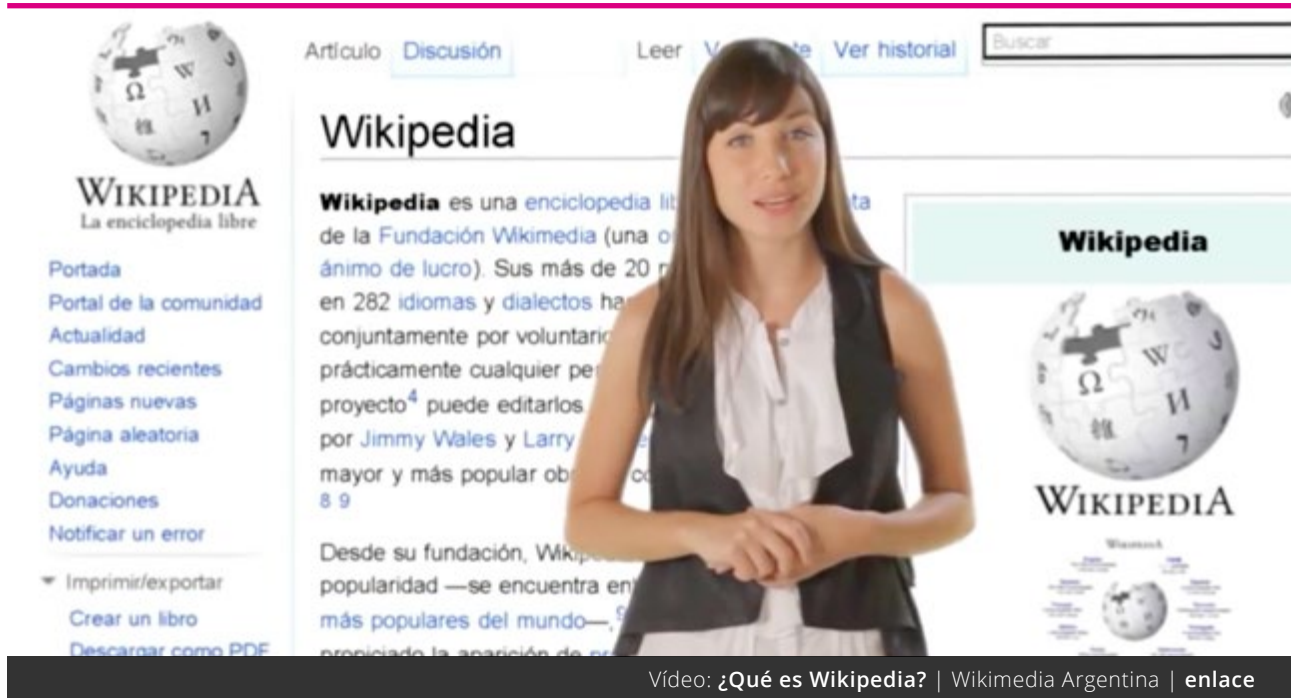 WIKIPEDIA
La enciclopedia libre
Portada
Portal de la comunidad
Actualidad
Cambios recientes
Páginas nuevas
Página aleatoria
Ayuda
Donaciones
Notificar un error
Imprimir/exportar
Crear un libro
Descargar como PDF
Artículo Discusión Leer Ver historial
Buscar
Wikipedia
Wikipedia es una enciclopedia
de la Fundación Wikimedia (una
ánimo de lucro). Sus más de 20
en 282 idiomas y dialectos
conjuntamente por
prácticamente cualquier
proyecto4 puede editarlos
por Jimmy Wales y Larry
mayor y más popular
8 9
Desde su fundación,
popularidad —se encuentra
más populares del mundo—,
propiciado la aparición de
Wikipedia
WIKIPEDIA
Vídeo: ¿Qué es Wikipedia? | Wikimedia Argentina | enlace